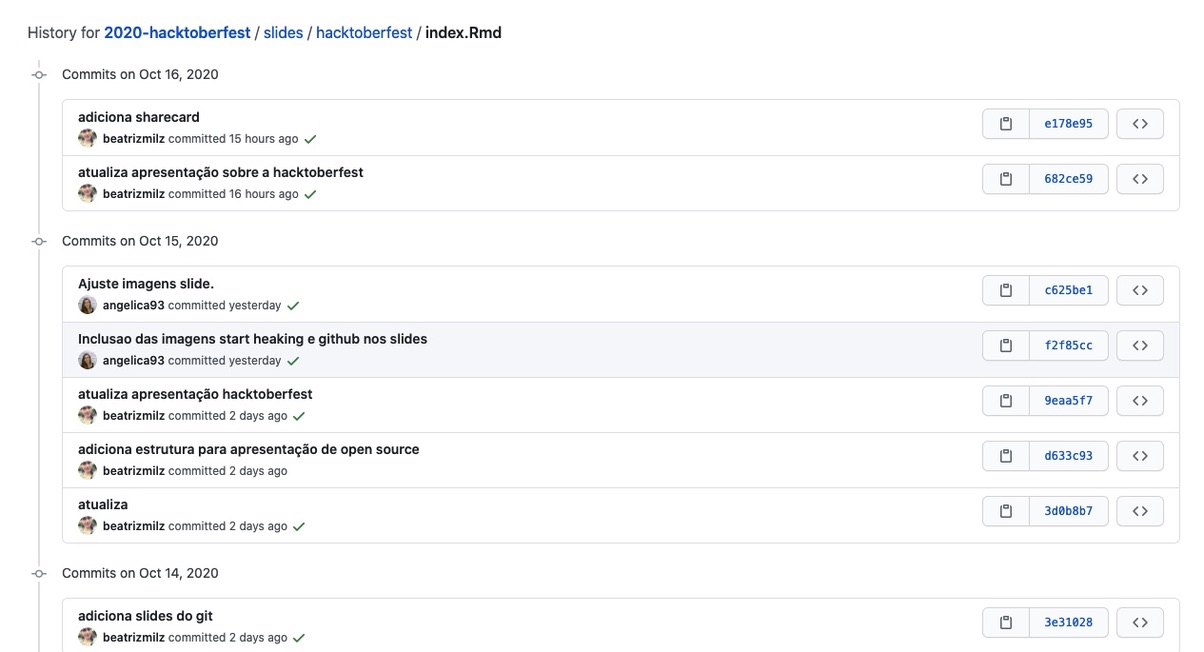 History for 2020-hacktoberfest / slides / hacktoberfest / index.Rmd
Commits on Oct 16, 2020
adiciona sharecard
e178e95
beatrizmilz committed 15 hours ago
atualiza apresentação sobre a hacktoberfest
682ce59
beatrizmilz committed 16 hours ago
Commits on Oct 15, 2020
Ajuste imagens slide.
c625be1
angelica93 committed yesterday
Inclusao das imagens start heaking e github nos slides
f2f85cc
angelica93 committed yesterday
atualiza apresentação hacktoberfest
9eaa5f7
beatrizmilz committed 2 days ago
adiciona estrutura para apresentação de open source
d633c93
beatrizmilz committed 2 days ago
atualiza
3d0b8b7
beatrizmilz committed 2 days ago
Commits on Oct 14, 2020
adiciona slides do git
3e31028
beatrizmilz committed 2 days ago